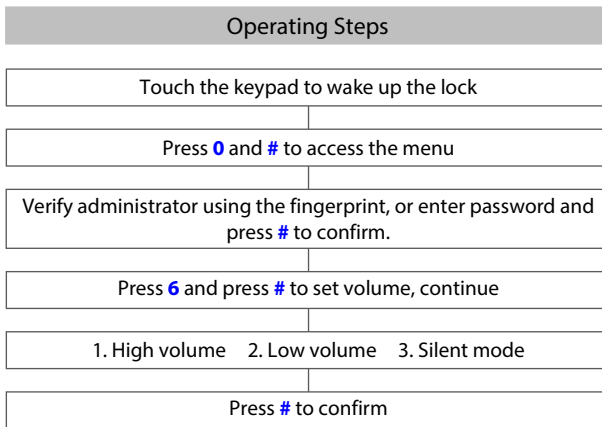 Operating Steps
Touch the keypad to wake up the lock
Press 0 and # to access the menu
Verify administrator using the fingerprint, or enter password and
press # to confirm.
Press 6 and press # to set volume, continue
1. High volume 2. Low volume 3. Silent mode
Press # to confirm